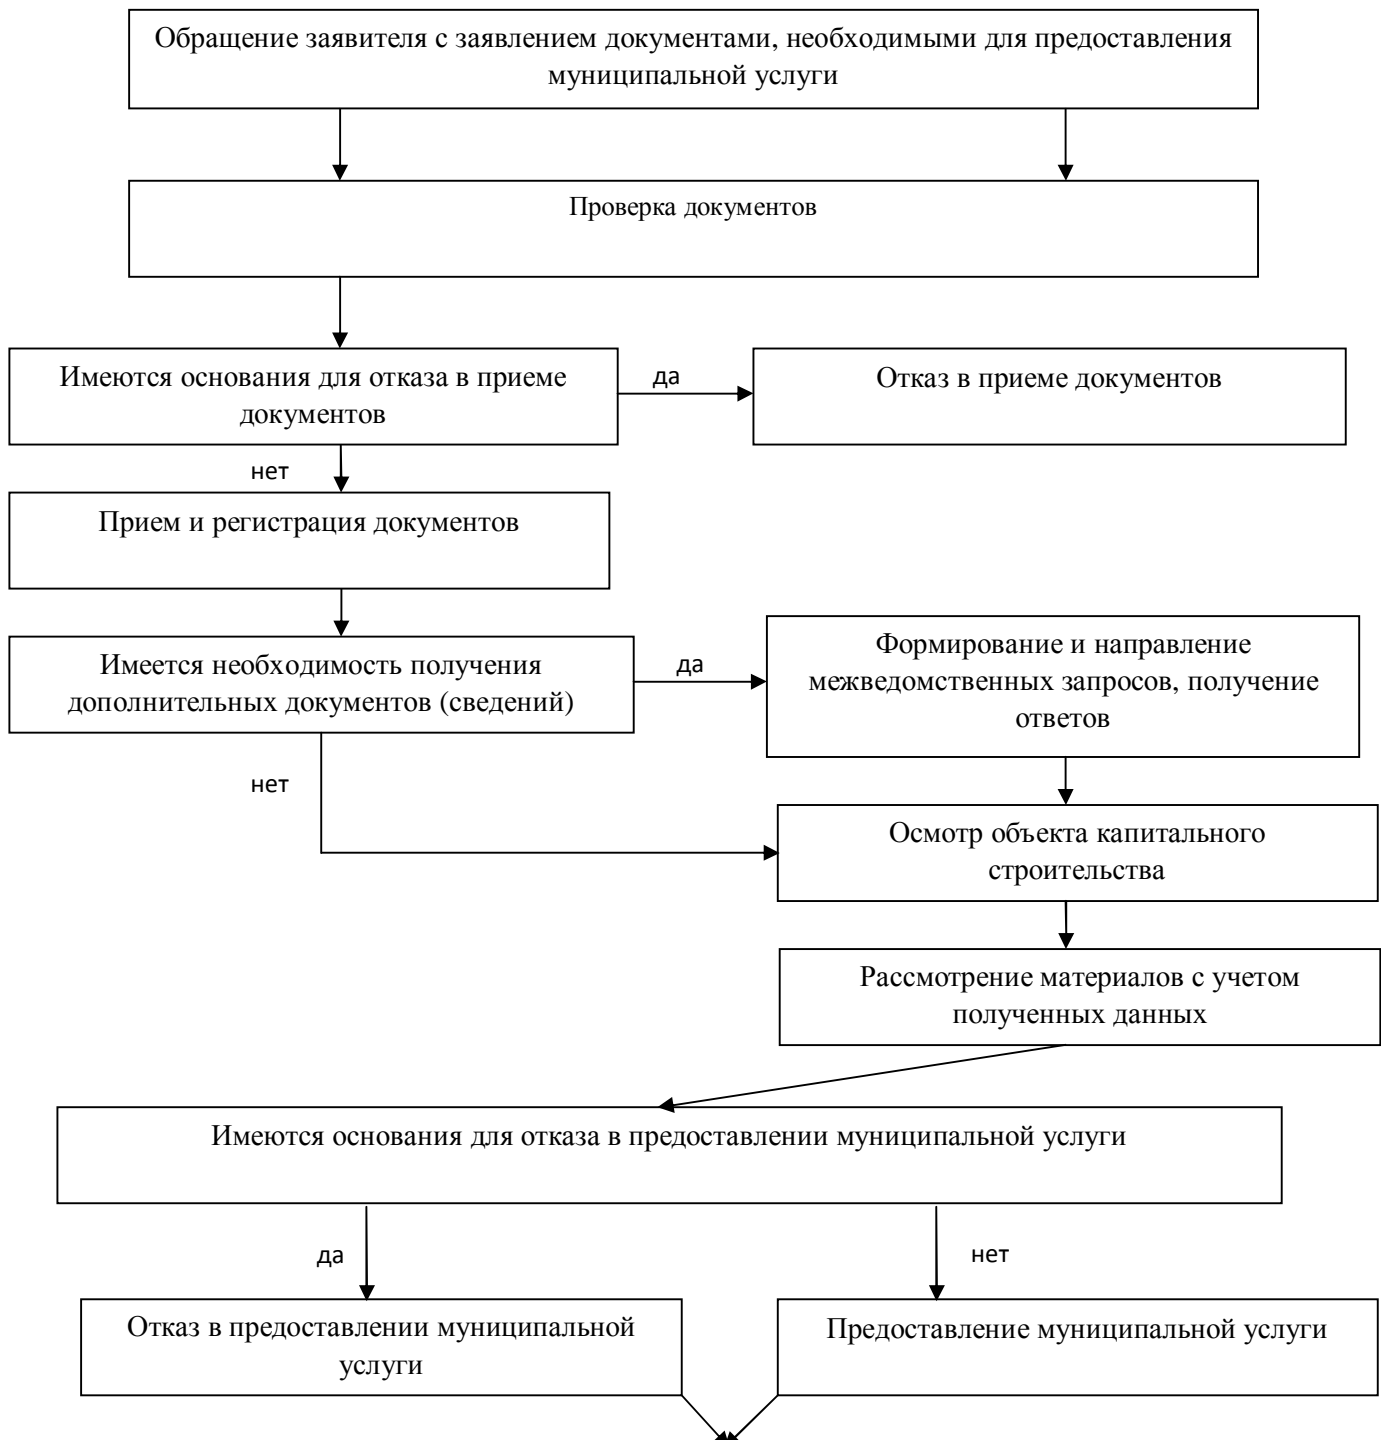 Обращение заявителя с заявлением документами, необходимыми для предоставления
муниципальной услуги
Проверка документов
Имеются основания для отказа в приеме
документов
да
Отказ в приеме документов
нет
Прием и регистрация документов
Имеется необходимость получения
дополнительных документов (сведений)
да
Формирование и направление
межведомственных запросов, получение
ответов
нет
Осмотр объекта капитального
строительства
Рассмотрение материалов с учетом
полученных данных
Имеются основания для отказа в предоставлении муниципальной услуги
да
нет
Отказ в предоставлении муниципальной
услуги
Предоставление муниципальной услуги